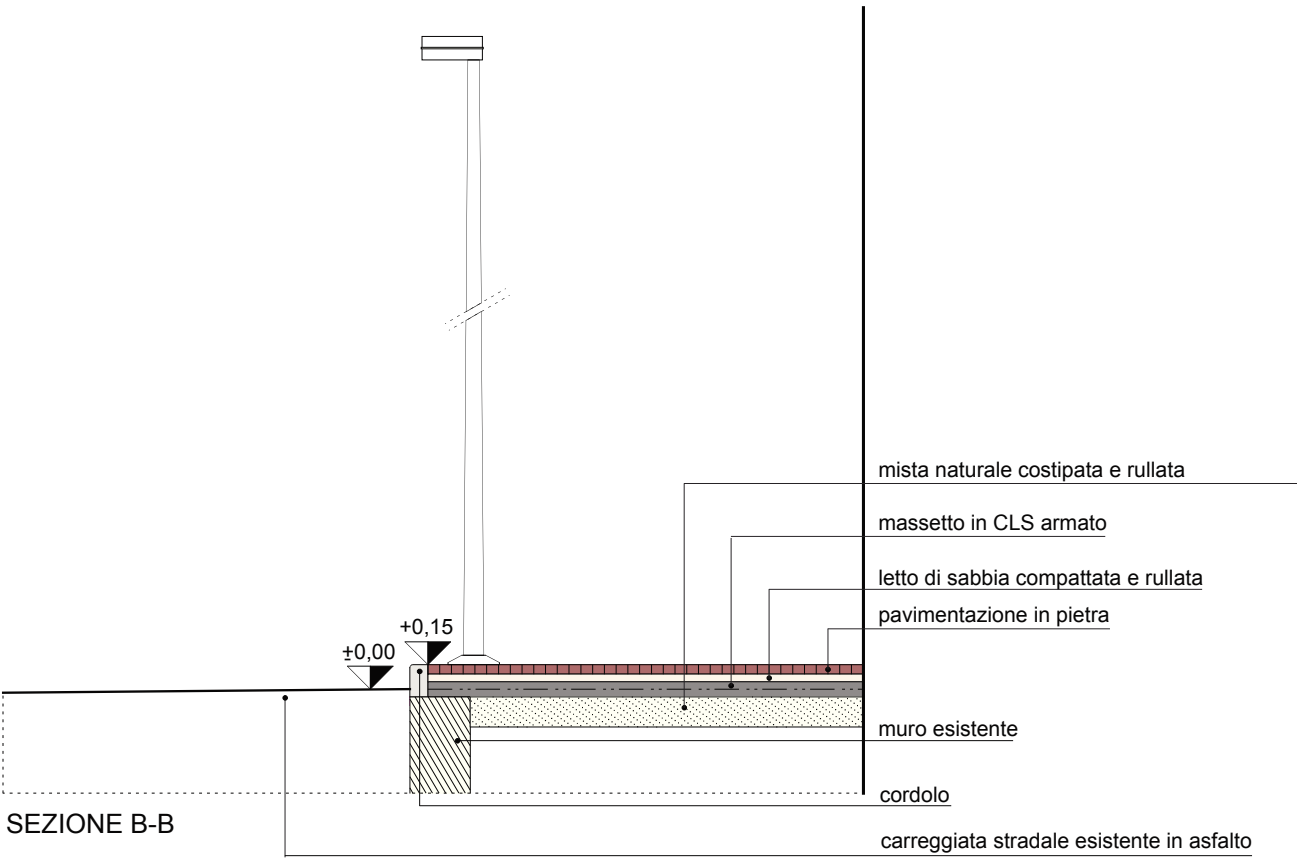 mista naturale costipata e rullata
massetto in CLS armato
letto di sabbia compattata e rullata
pavimentazione in pietra
+0,15
±0,00
muro esistente
cordolo
SEZIONE B-B
carreggiata stradale esistente in asfalto